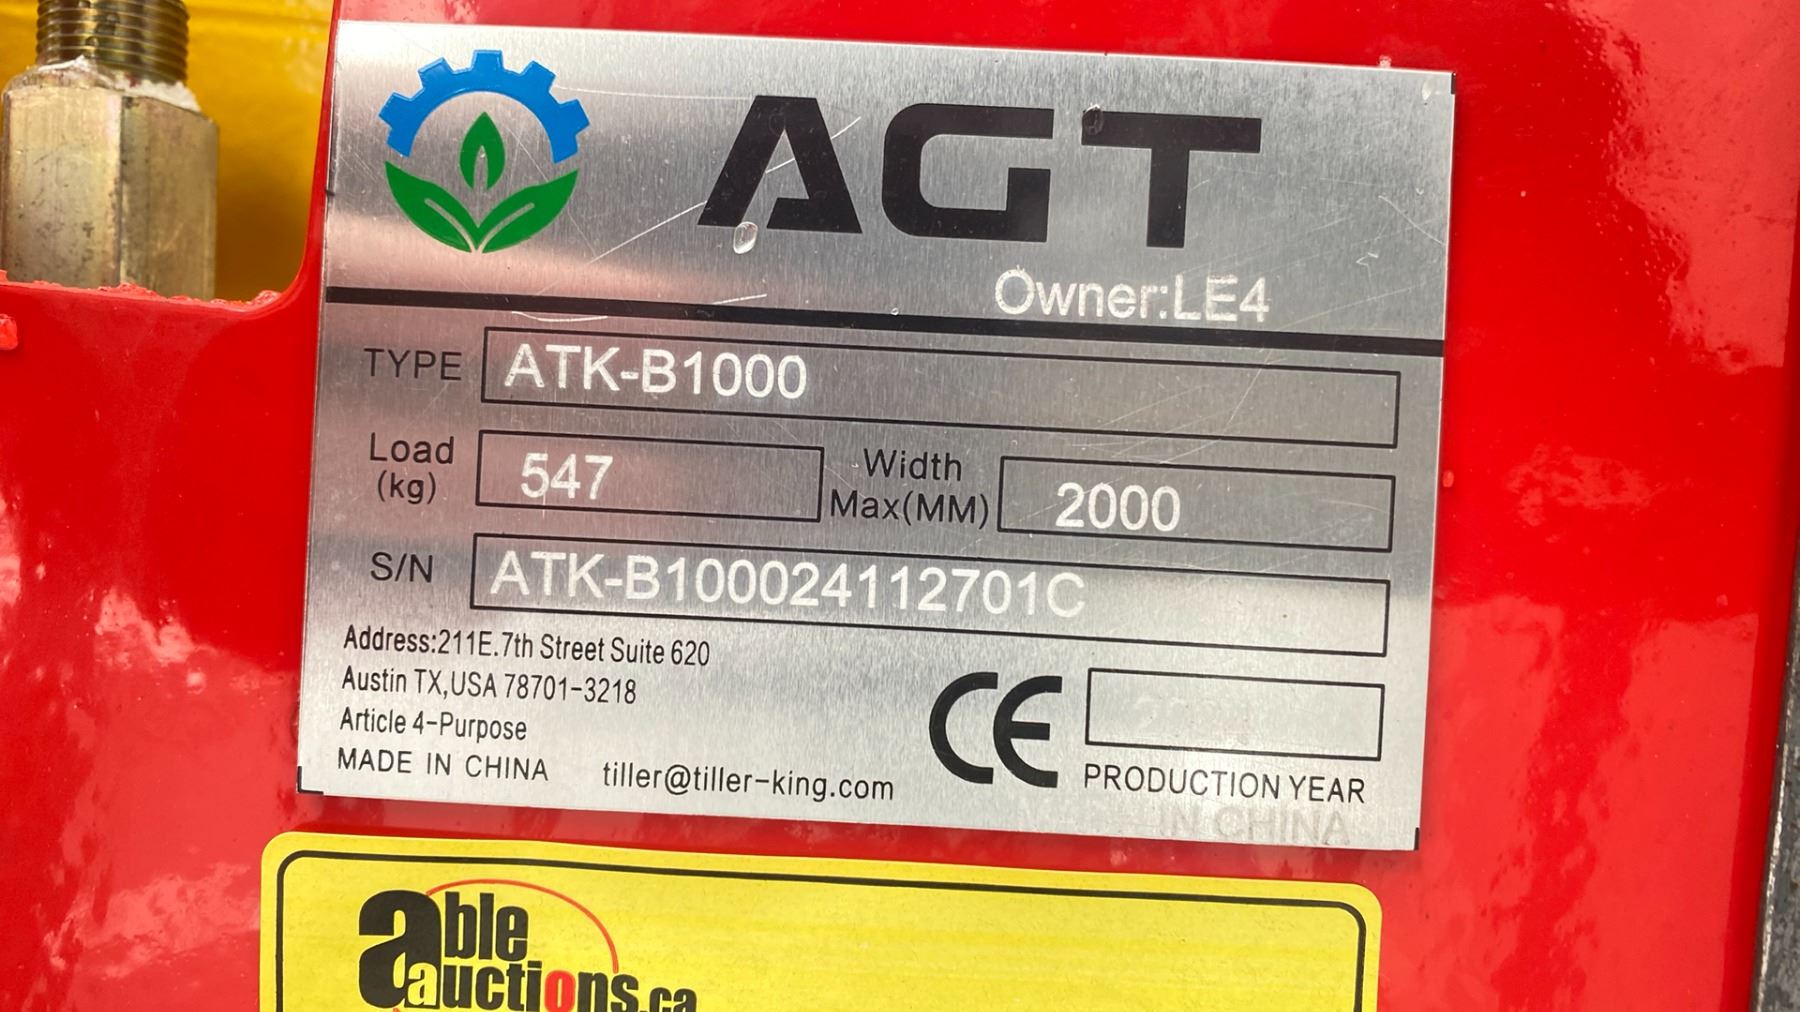 AGT
Owner:LE4
TYPE ATK-B1000
Load (kg) 547 Width Max(MM) 2000
S/N ATK-B100024112701C
Address:211E.7th Street Suite 620
Austin TX,USA 78701-3218
Article 4-Purpose
MADE IN CHINA tiller@tiller-king.com
CE PRODUCTION YEAR
IN CHINA
able
auctions.ca